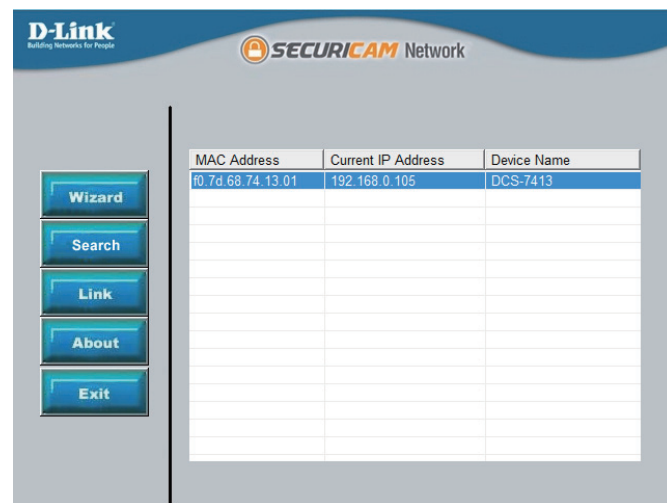 D-Link
Building Networks for People
SECURICAM Network
MAC Address Current IP Address Device Name
f0.7d.68.74.13.01 192.168.0.105 DCS-7413
Wizard
Search
Link
About
Exit